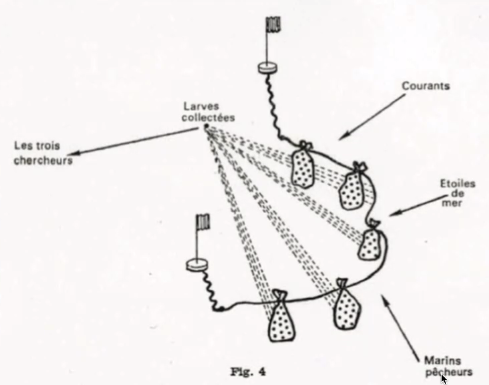 Courants
Larves
collectées
Les trois
chercheurs
Etoiles
de
mer
Marins
pêcheurs
Fig. 4